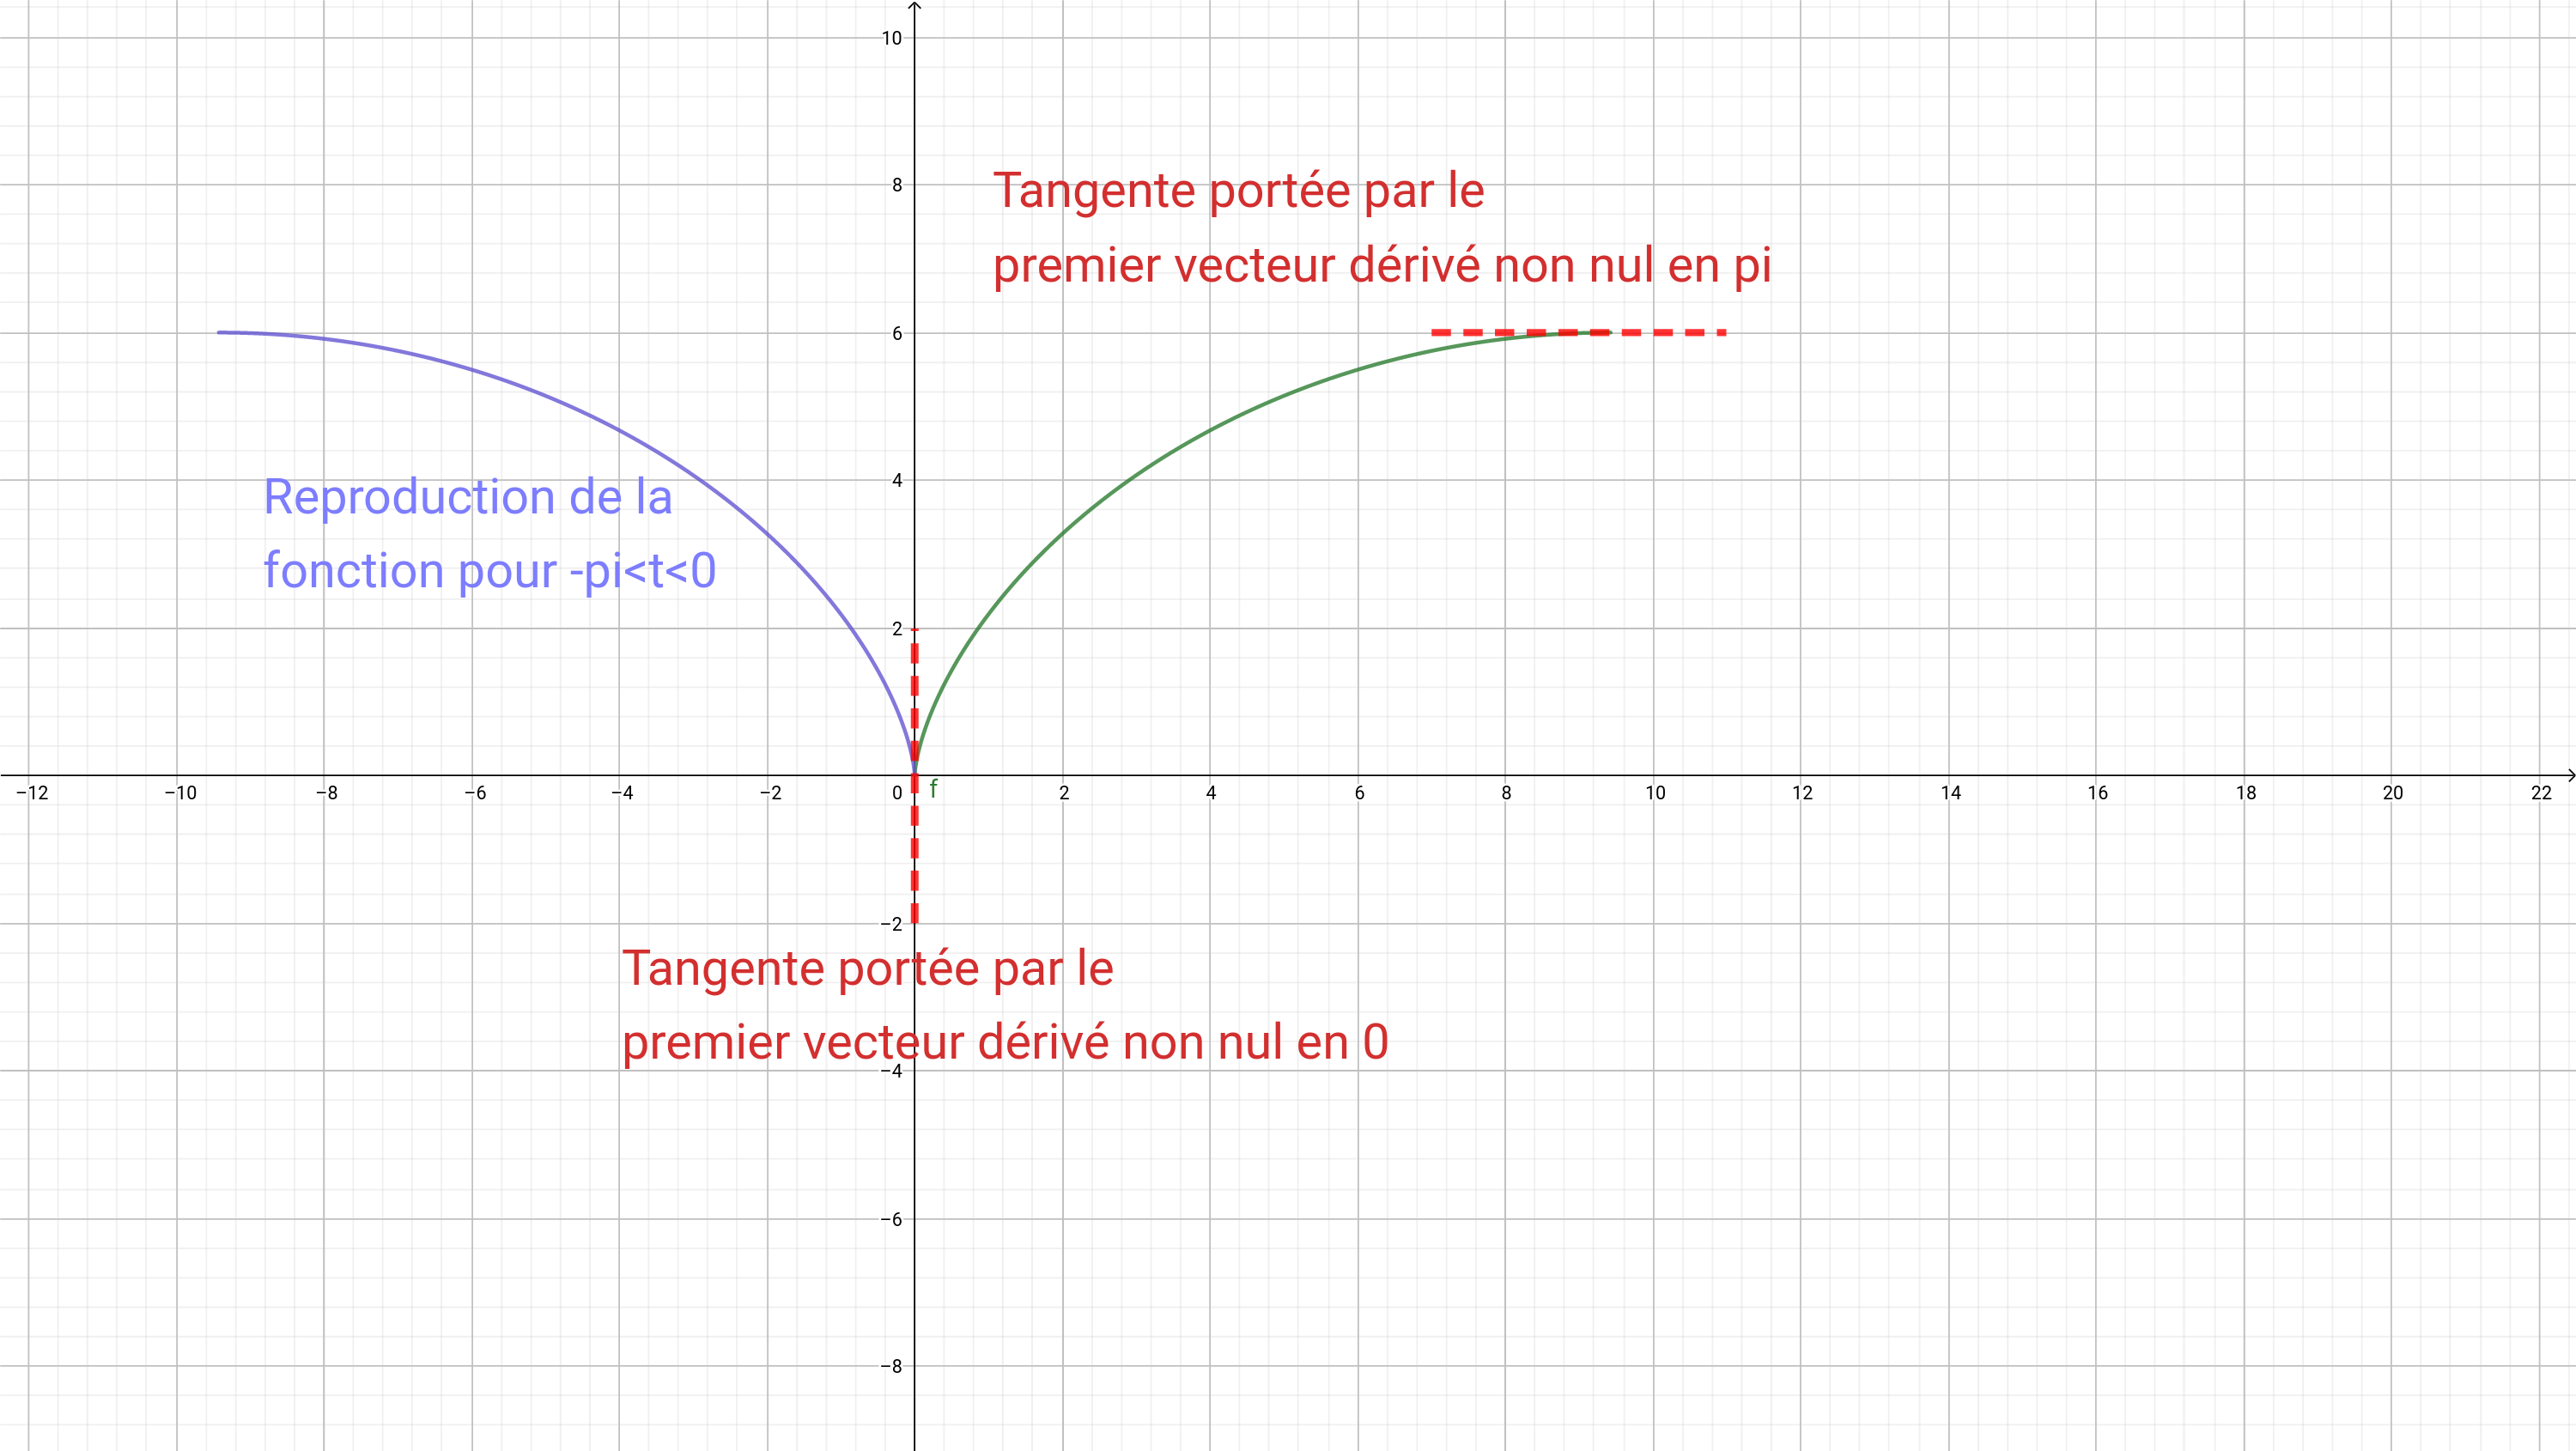 10
8
Tangente portée par le
premier vecteur dérivé non nul en pi
6
4
Reproduction de la
fonction pour -pi<t<0
2
−12 −10 −8 −6 −4 −2 0 f 2 4 6 8 10 12 14 16 18 20 22
−2
Tangente portée par le
premier vecteur dérivé non nul en 0
−4
−6
−8